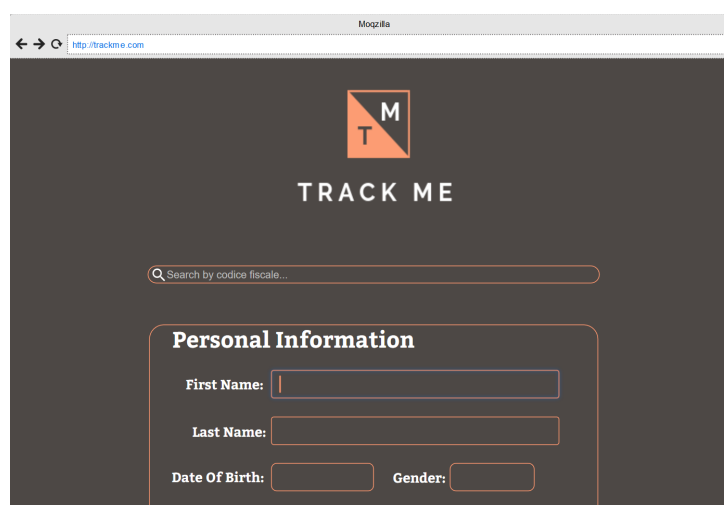 Moqzilla
http://trackme.com
M
T
TRACK ME
Search by codice fiscale...
Personal Information
First Name:
Last Name:
Date Of Birth: Gender: